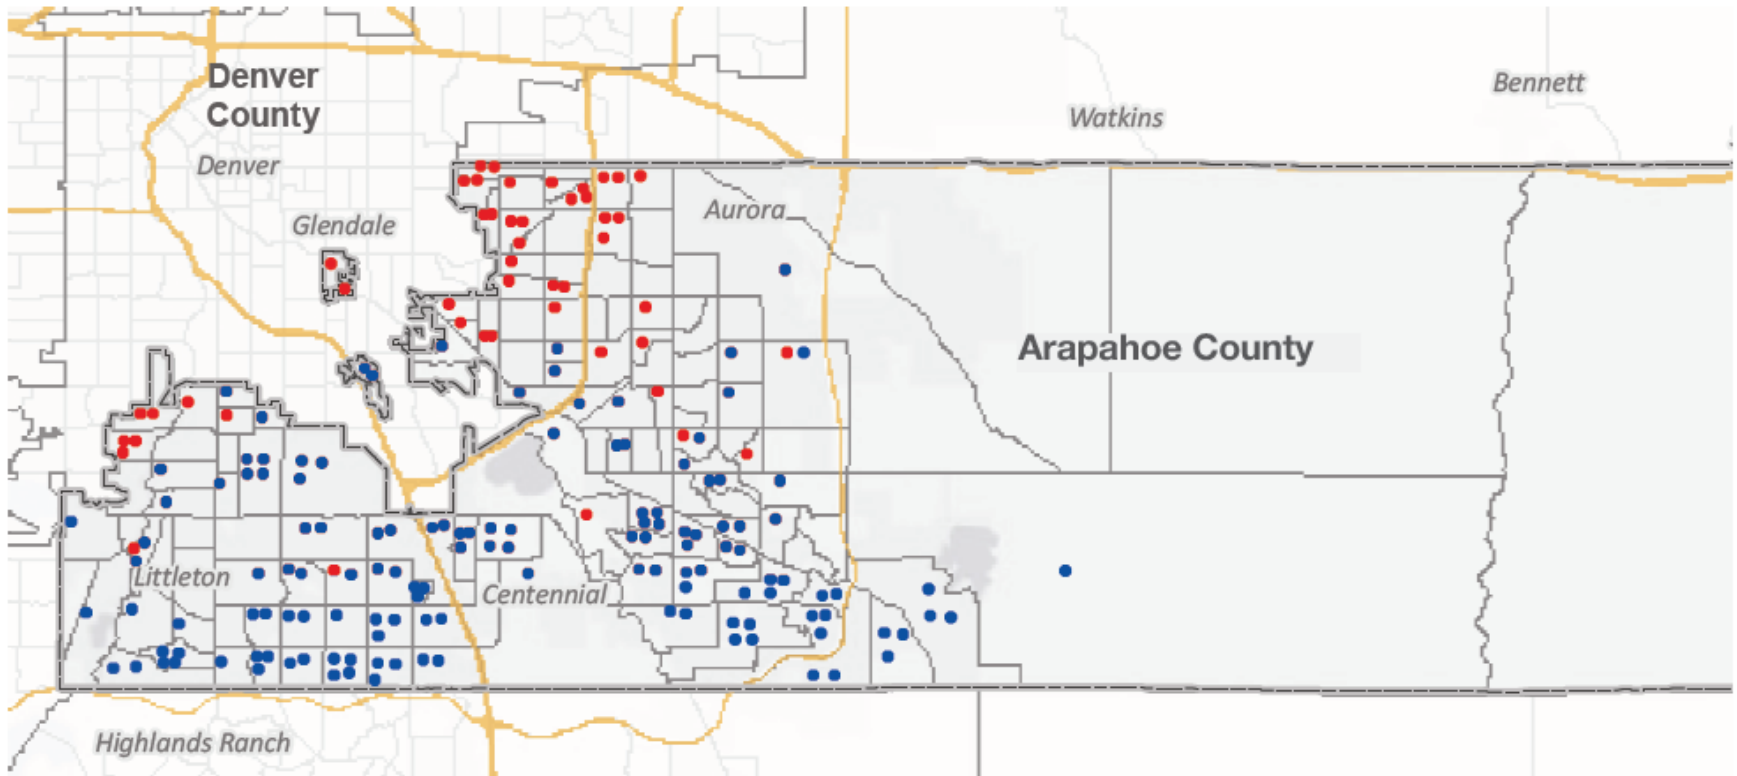 Denver
County
Bennett
Watkins
Denver
Aurora
Glendale
Arapahoe County
Littleton
Centennial
Highlands Ranch